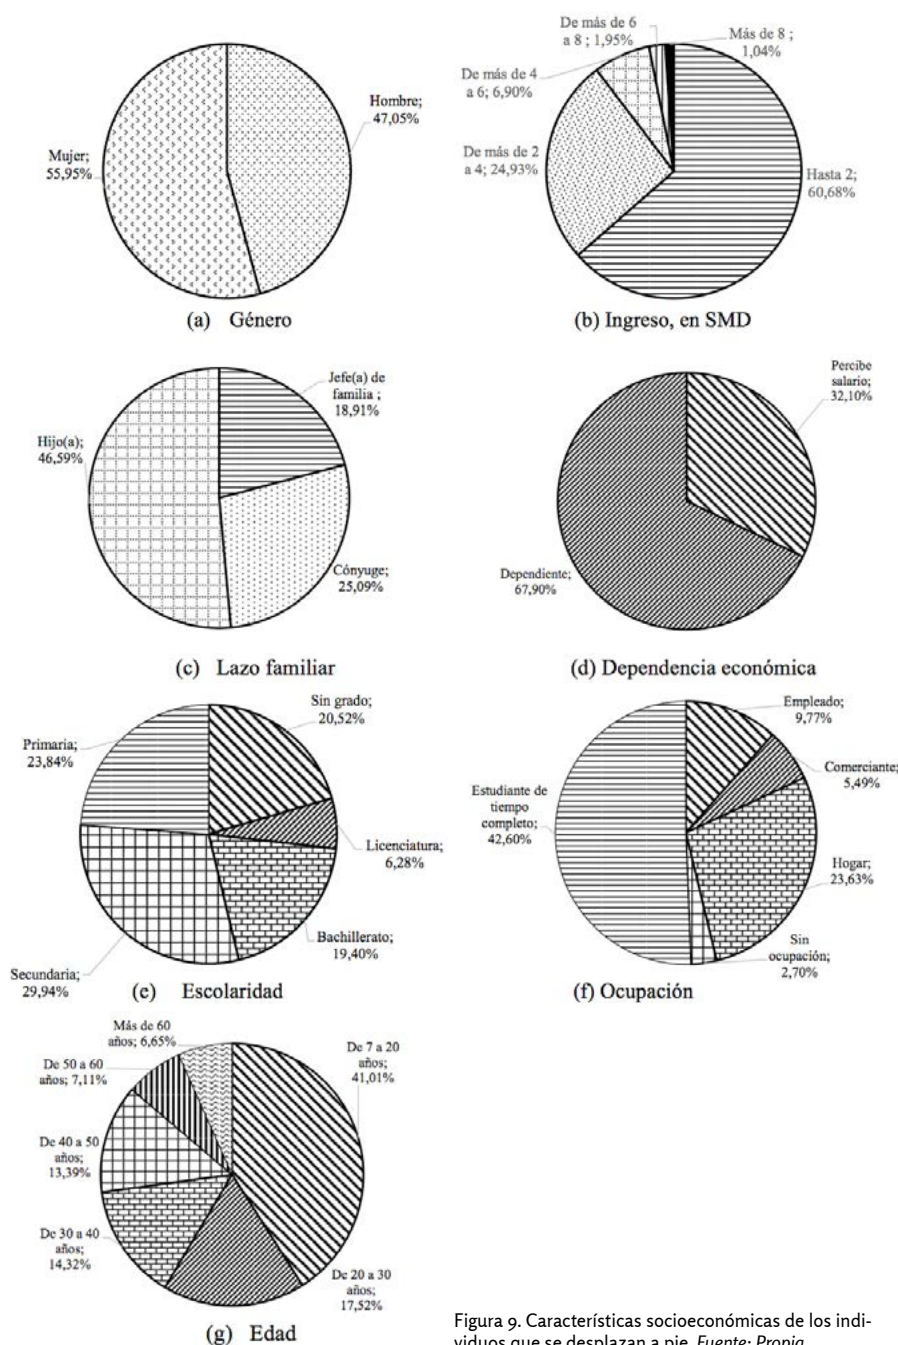 Hombre;
47,05%
Mujer;
55,95%
(a) Género
De más de 6
a 8 ; 1,95%
Más de 8 ;
1,04%
De más de 4
a 6; 6,90%
De más de 2
a 4; 24,93%
Hasta 2;
60,68%
(b) Ingreso, en SMD
Jefe(a) de
familia ;
18,91%
Hijo(a);
46,59%
Cónyuge;
25,09%
(c) Lazo familiar
Percibe
salario;
32,10%
Dependiente;
67,90%
(d) Dependencia económica
Sin grado;
20,52%
Primaria;
23,84%
Licenciatura;
6,28%
Bachillerato;
19,40%
Secundaria;
29,94%
(e) Escolaridad
Empleado;
9,77%
Comerciante;
5,49%
Estudiante de
tiempo
completo;
42,60%
Hogar;
23,63%
Sin
ocupación;
2,70%
(f) Ocupación
Más de 60
años; 6,65%
De 50 a 60
años; 7,11%
De 7 a 20
años;
41,01%
De 40 a 50
años;
13,39%
De 30 a 40
años;
14,32%
De 20 a 30
años;
17,52%
(g) Edad
Figura 9. Características socioeconómicas de los indi-
viduos que se desplazan a pie. Fuente: Propia